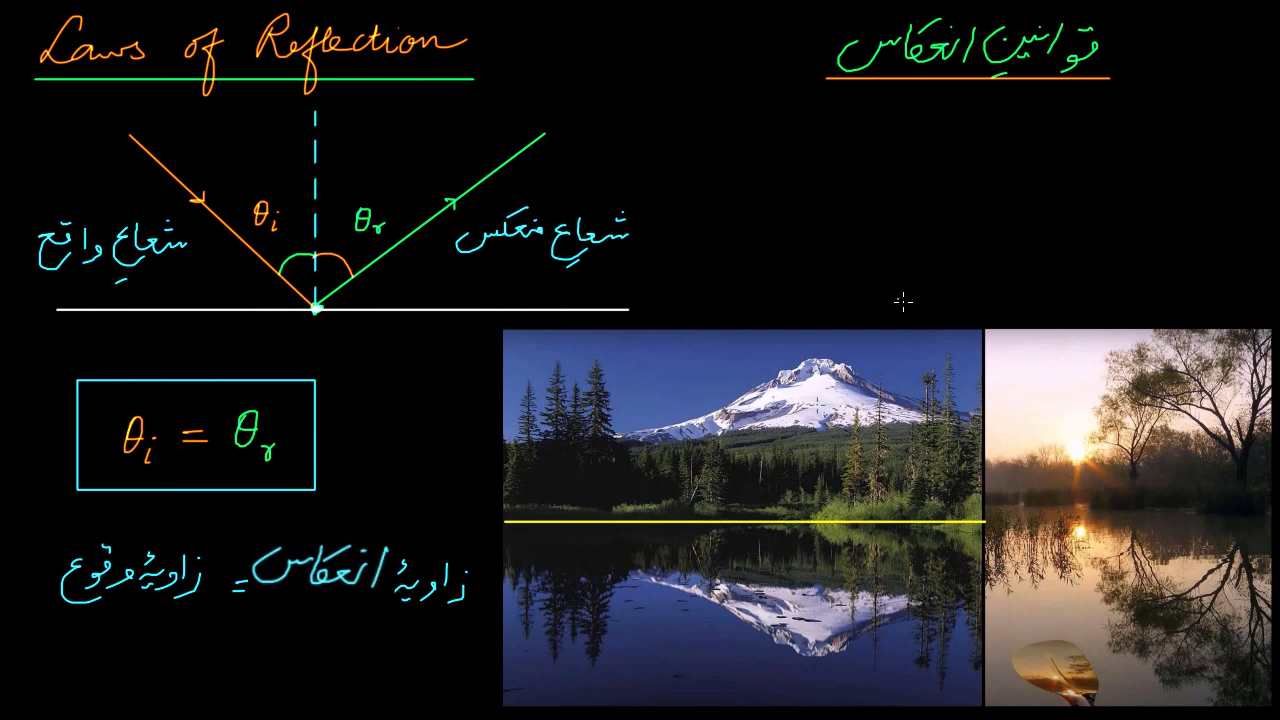 Laws of Reflection
قوانینِ انعکاس
θi
θr
شعاعِ واقع
شعاعِ منعکس
θi = θr
زاویۂ انعکاس = زاویۂ وقوع